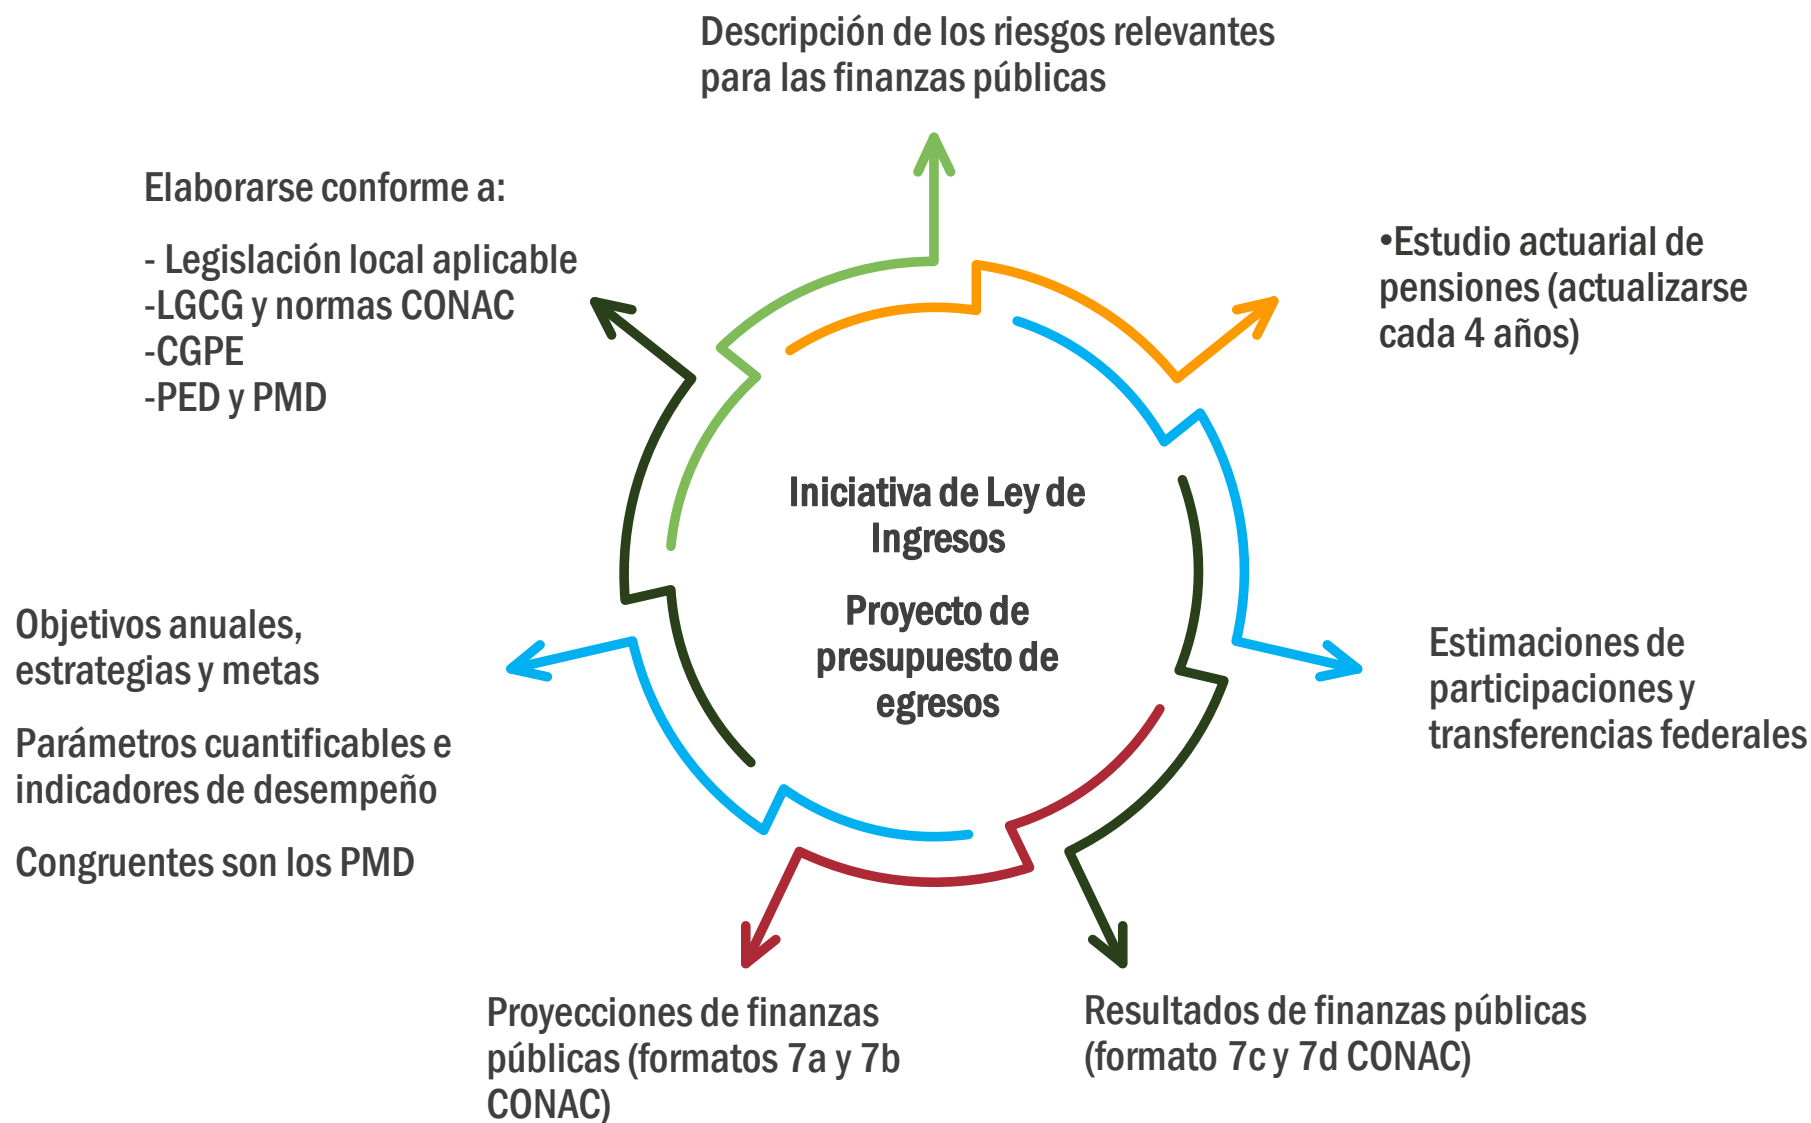 Descripción de los riesgos relevantes
para las finanzas públicas
Elaborarse conforme a:
- Legislación local aplicable
-LGCG y normas CONAC
-CGPE
-PED y PMD
•Estudio actuarial de
pensiones (actualizarse
cada 4 años)
Iniciativa de Ley de
Ingresos
Proyecto de
presupuesto de
egresos
Objetivos anuales,
estrategias y metas
Parámetros cuantificables e
indicadores de desempeño
Congruentes son los PMD
Estimaciones de
participaciones y
transferencias federales
Proyecciones de finanzas
públicas (formatos 7a y 7b
CONAC)
Resultados de finanzas públicas
(formato 7c y 7d CONAC)